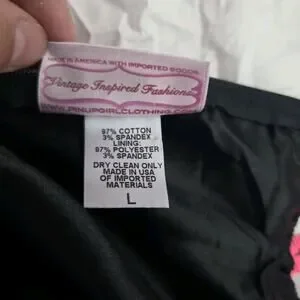 MADE IN AMERICA WITH IMPORTED GOODS
Vintage Inspired Fashions
WWW.PINUPGIRLCLOTHING.COM
97% COTTON
3% SPANDEX
LINING:
97% POLYESTER
3% SPANDEX
DRY CLEAN ONLY
MADE IN USA
OF IMPORTED
MATERIALS
L